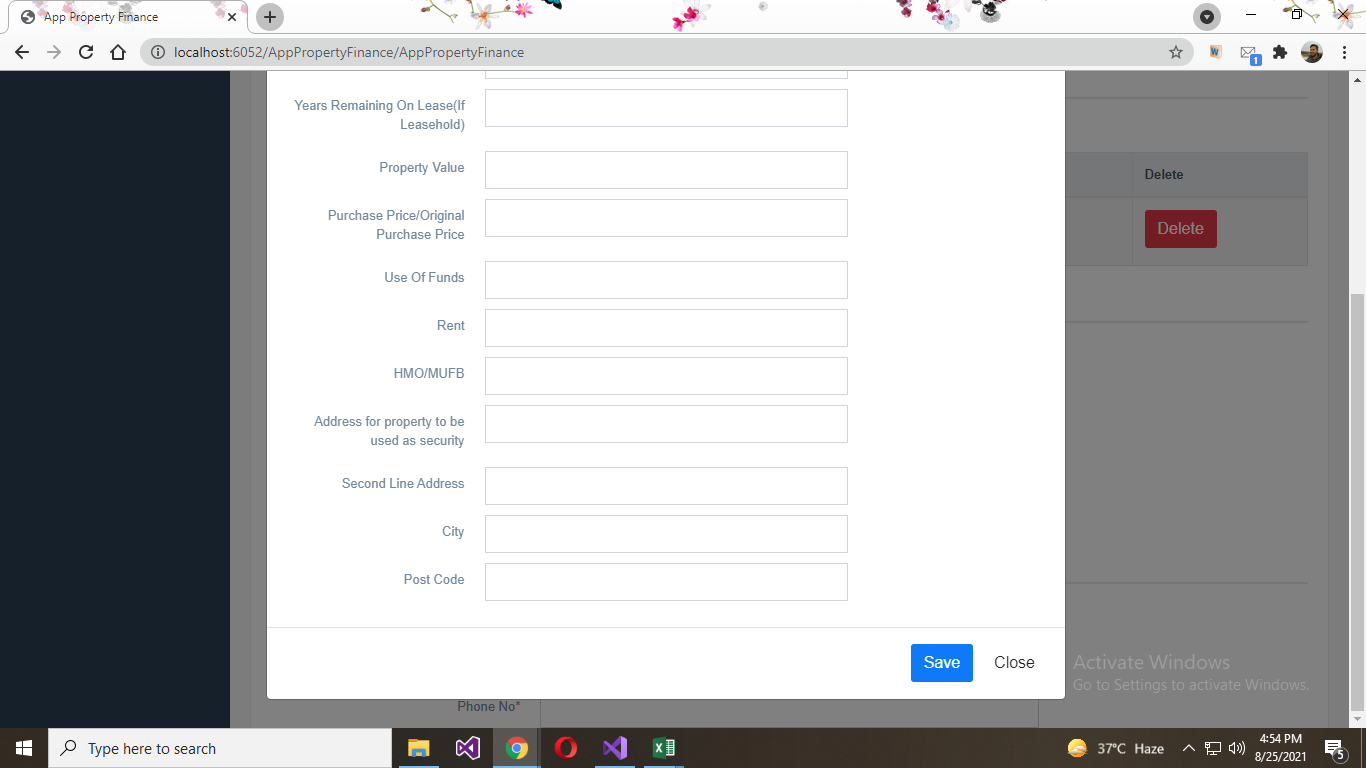 App Property Finance
localhost:6052/AppPropertyFinance/AppPropertyFinance
1
Years Remaining On Lease(If
Leasehold)
Property Value
Purchase Price/Original
Purchase Price
Use Of Funds
Rent
HMO/MUFB
Address for property to be
used as security
Second Line Address
City
Post Code
Save
Close
Delete
Delete
Activate Windows
Go to Settings to activate Windows.
Phone No*
Type here to search
37°C Haze
4:54 PM
8/25/2021
5